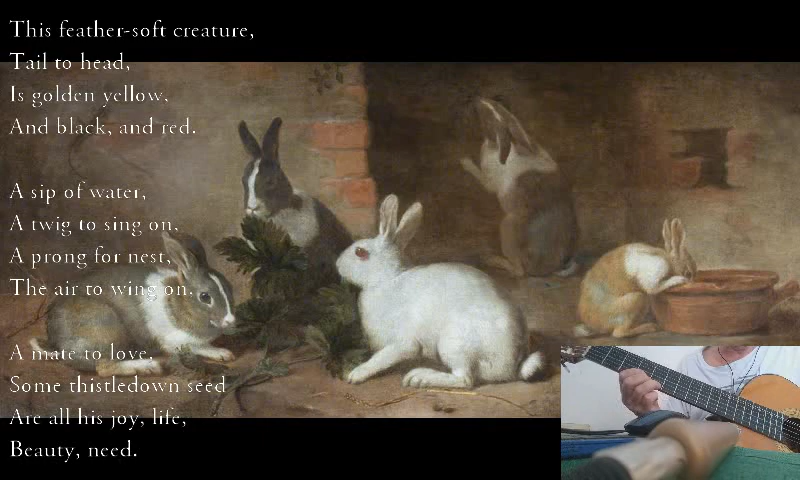 This feather-soft creature,
Tail to head,
Is golden yellow,
And black, and red.
A sip of water,
A twig to sing on,
A prong for nest,
The air to wing on.
A mate to love,
Some thistledown seed
Are all his joy, life,
Beauty, need.